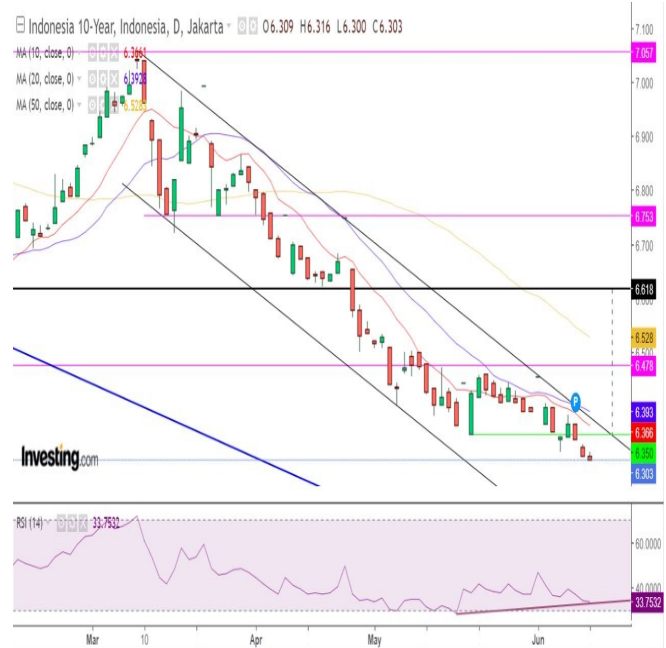 Indonesia 10-Year, Indonesia, D, Jakarta O6.309 H6.316 L6.300 C6.303
MA (10, close, 0) 6.3661
MA (20, close, 0) 6.3928
MA (50, close, 0) 6.5283
7.100
7.057
7.000
6.900
6.800
6.753
6.700
6.618
6.528
6.500
6.478
6.393
6.366
6.350
6.303
P
Investing.com
RSI (14) 33.7532
60.0000
40.0000
33.7532
Mar 10 Apr May Jun